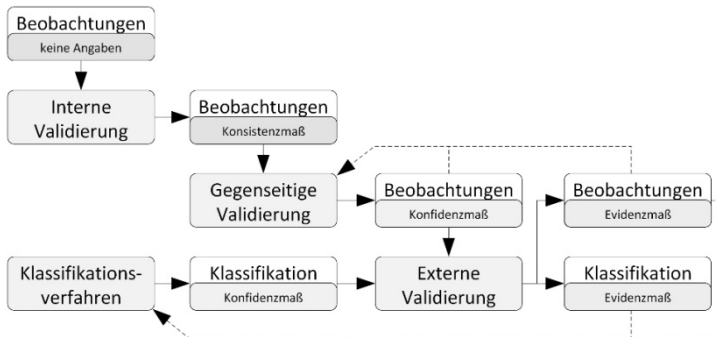 Beobachtungen
keine Angaben
Interne
Validierung
Beobachtungen
Konsistenzmaß
Gegenseitige
Validierung
Beobachtungen
Konfidenzmaß
Beobachtungen
Evidenzmaß
Klassifikations-
verfahren
Klassifikation
Konfidenzmaß
Externe
Validierung
Klassifikation
Evidenzmaß